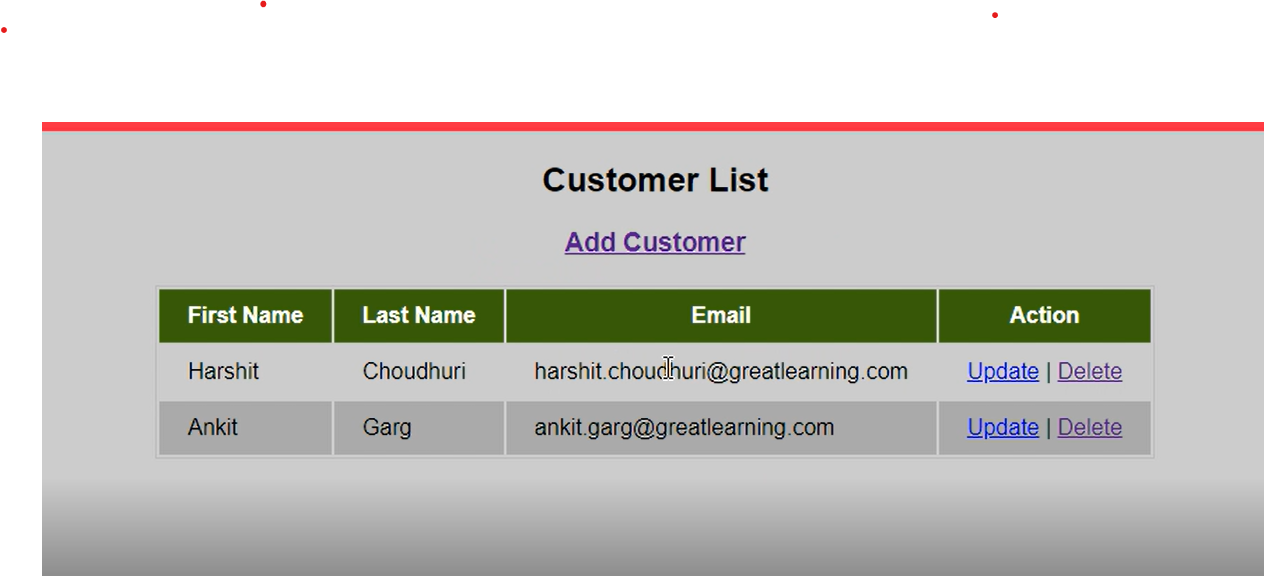 Customer List
Add Customer
First Name Last Name Email Action
Harshit Choudhuri harshit.choudhuri@greatlearning.com Update | Delete
Ankit Garg ankit.garg@greatlearning.com Update | Delete